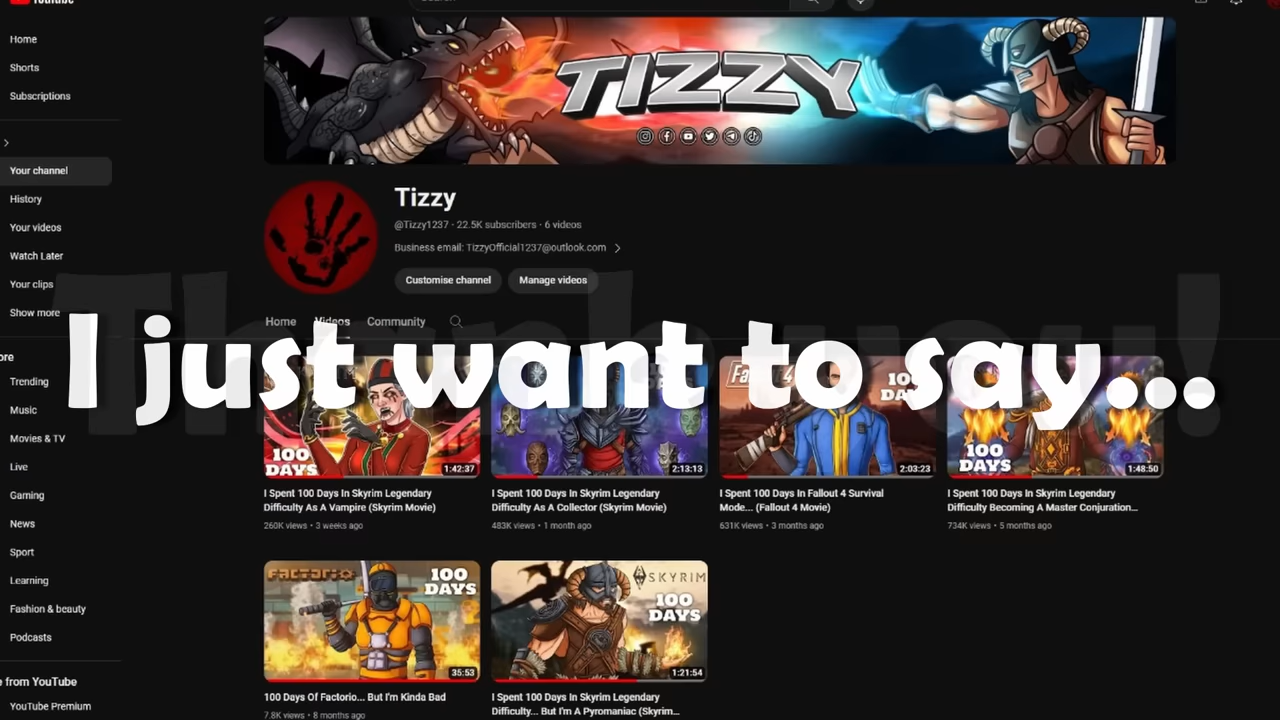 YouTube
Home
Shorts
Subscriptions
Your channel
History
Your videos
Watch Later
Your clips
Show more
Trending
Music
Movies & TV
Live
Gaming
News
Sport
Learning
Fashion & beauty
Podcasts
from YouTube
YouTube Premium
TIZZY
Tizzy
@Tizzy1237 · 22.5K subscribers · 6 videos
Business email: TizzyOfficial1237@outlook.com
Customise channel
Manage videos
Home
Videos
Community
Thank you!
I just want to say...
100
DAYS
1:42:37
I Spent 100 Days In Skyrim Legendary
Difficulty As A Vampire (Skyrim Movie)
260K views • 3 weeks ago
2:13:13
I Spent 100 Days In Skyrim Legendary
Difficulty As A Collector (Skyrim Movie)
483K views • 1 month ago
2:03:23
I Spent 100 Days In Fallout 4 Survival
Mode... (Fallout 4 Movie)
631K views • 3 months ago
100
DAYS
1:48:50
I Spent 100 Days In Skyrim Legendary
Difficulty Becoming A Master Conjuration...
734K views • 5 months ago
FACTORIO
100
DAYS
35:53
100 Days Of Factorio... But I'm Kinda Bad
7.8K views • 8 months ago
SKYRIM
100
DAYS
1:21:54
I Spent 100 Days In Skyrim Legendary
Difficulty... But I'm A Pyromaniac (Skyrim...